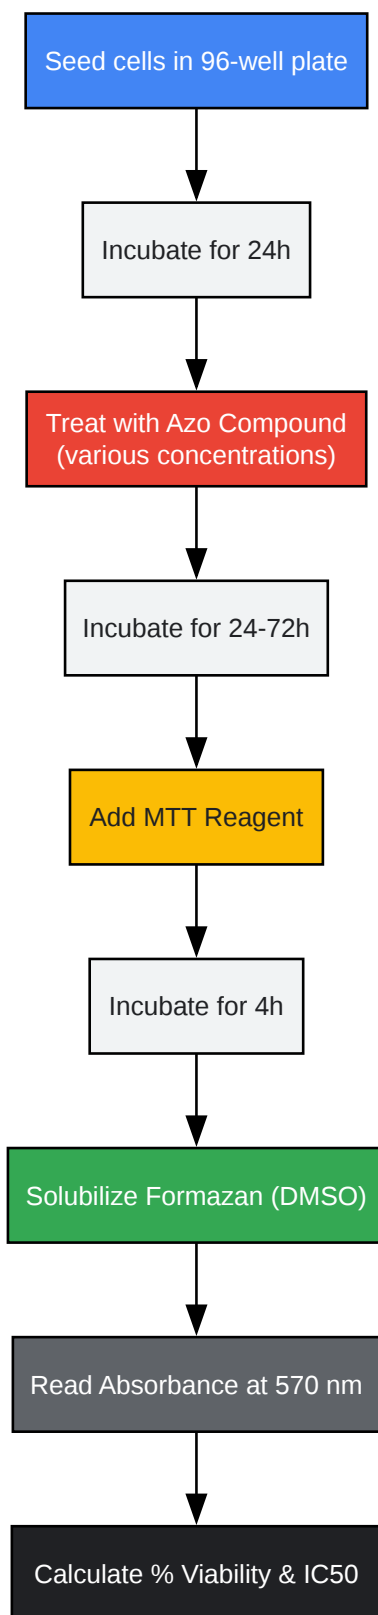 Seed cells in 96-well plate
Incubate for 24h
Treat with Azo Compound
(various concentrations)
Incubate for 24-72h
Add MTT Reagent
Incubate for 4h
Solubilize Formazan (DMSO)
Read Absorbance at 570 nm
Calculate % Viability & IC50